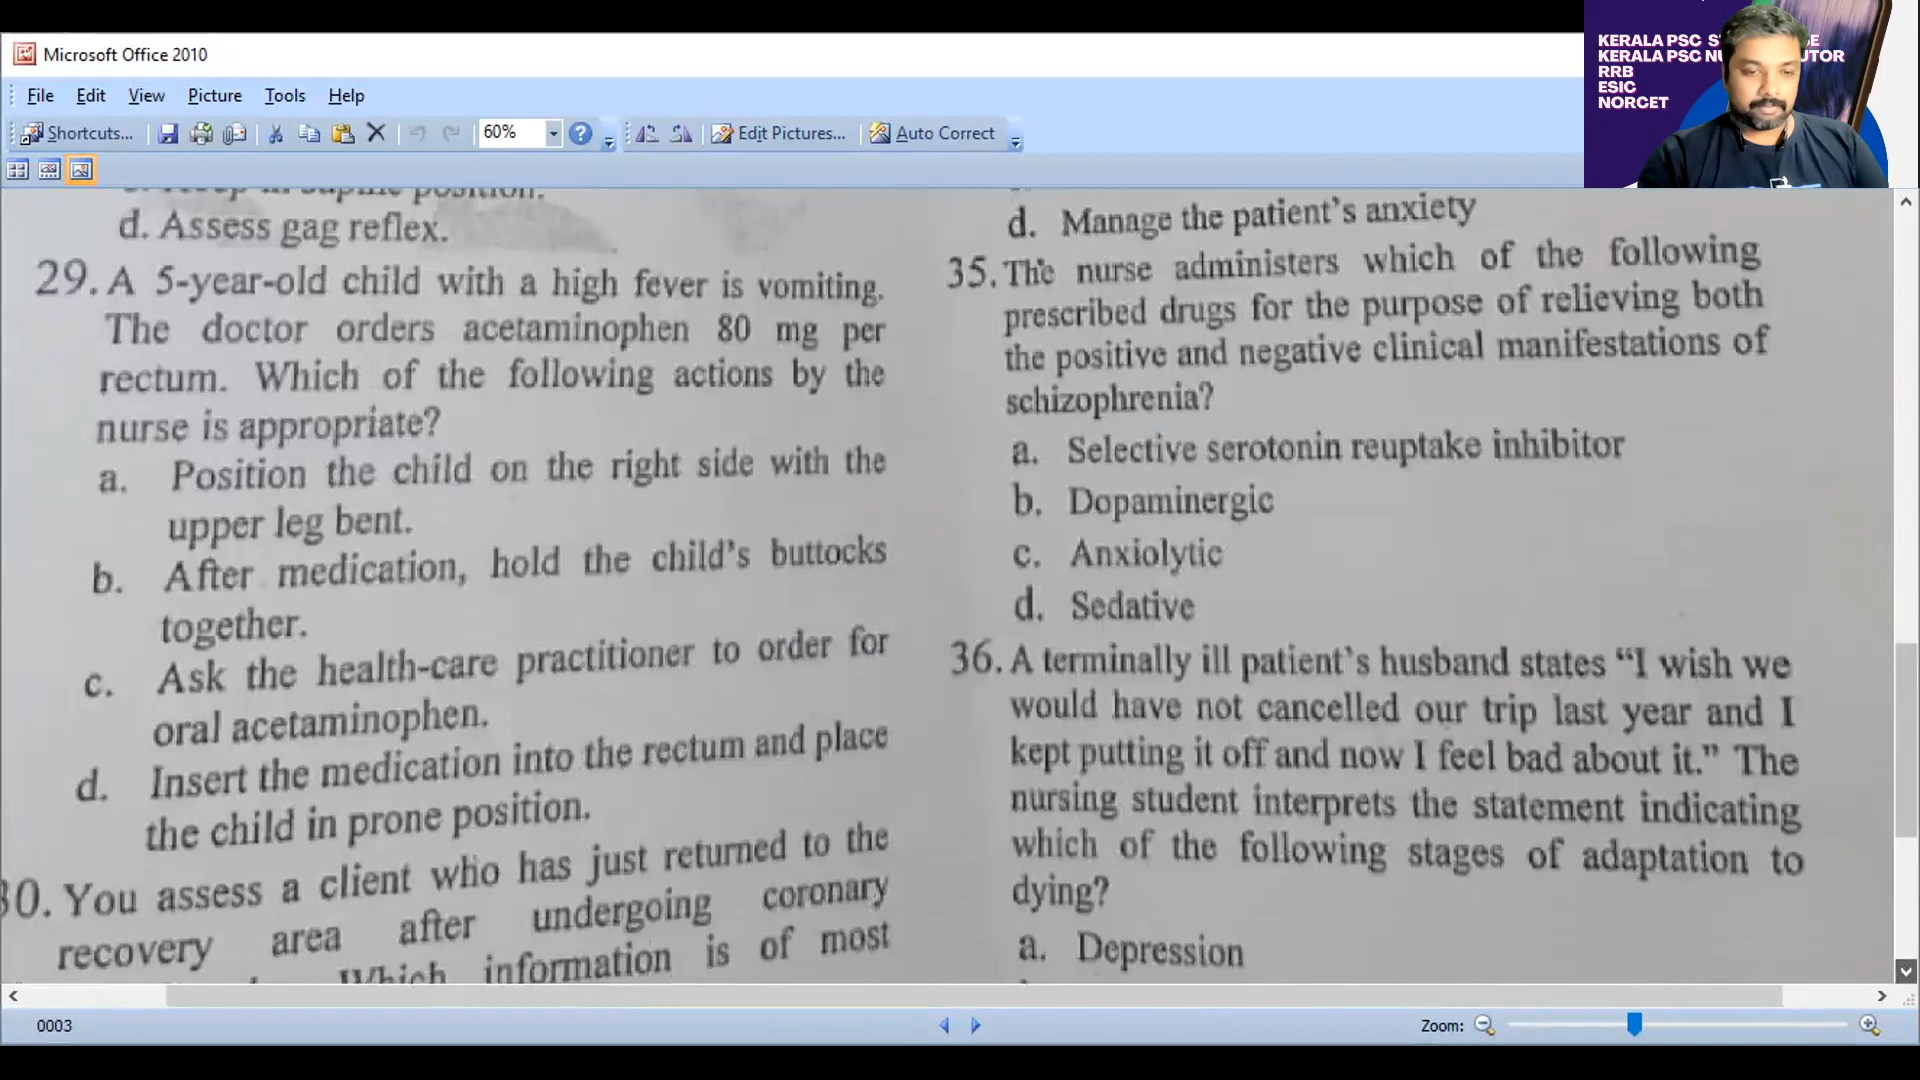 Microsoft Office 2010
KERALA PSC
KERALA PSC
RRB
ESIC
NORCET
File Edit View Picture Tools Help
Shortcuts... 60% Edit Pictures... Auto Correct
position.
d. Assess gag reflex.
29. A 5-year-old child with a high fever is vomiting.
The doctor orders acetaminophen 80 mg per
rectum. Which of the following actions by the
nurse is appropriate?
a. Position the child on the right side with the
upper leg bent.
b. After medication, hold the child's buttocks
together.
c. Ask the health-care practitioner to order for
oral acetaminophen.
d. Insert the medication into the rectum and place
the child in prone position.
30. You assess a client who has just returned to the
recovery area after undergoing coronary
Which information is of most
d. Manage the patient's anxiety
35. The nurse administers which of the following
prescribed drugs for the purpose of relieving both
the positive and negative clinical manifestations of
schizophrenia?
a. Selective serotonin reuptake inhibitor
b. Dopaminergic
c. Anxiolytic
d. Sedative
36. A terminally ill patient's husband states “I wish we
would have not cancelled our trip last year and I
kept putting it off and now I feel bad about it.” The
nursing student interprets the statement indicating
which of the following stages of adaptation to
dying?
a. Depression
0003
Zoom: